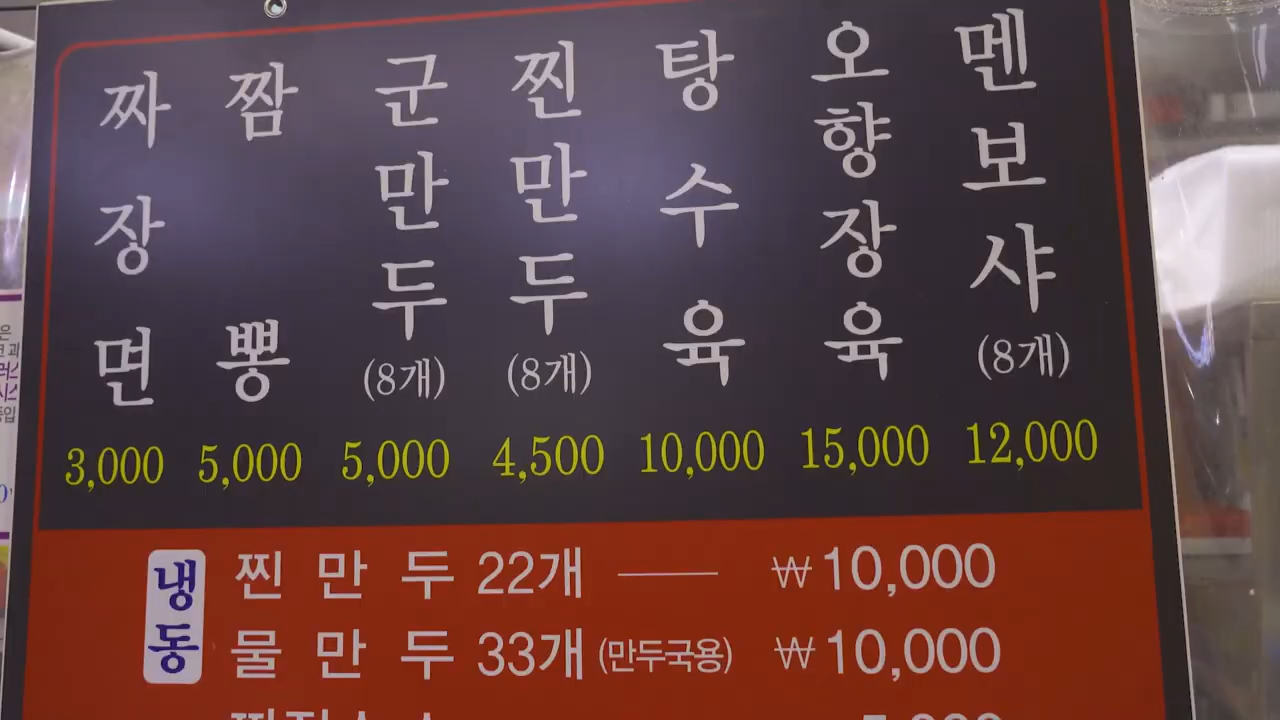 짜장면
짬뽕
군만두
(8개)
찐만두
(8개)
탕수육
오향장육
멘보샤
(8개)
3,000 5,000 5,000 4,500 10,000 15,000 12,000
냉동
찐만두 22개 ── ₩10,000
물만두 33개 (만두국용) ₩10,000